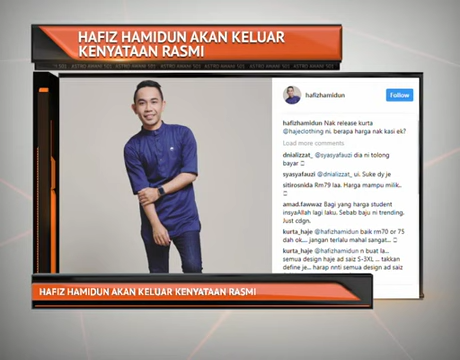 HAFIZ HAMIDUN AKAN KELUAR
KENYATAAN RASMI
ASTRO AWANI 501
hafizhamidun
Follow
hafizhamidun Nak release kurta
@hajeclothing ni. berapa harga nak kasi ek?
Load more comments
dnializzat_ @syasyafauzi dia ni tolong
bayar
syasyafauzi @dnializzat_ ui. Suke dy je
sitirosnida Rm79 laa. Harga mampu milik..
amad.fawwaz Bagi yang harga student
insyaAllah lagi laku. Sebab baju ni trending.
Just cdgn.
kurta_haje @hafizhamidun baik rm70 or 75
dah ok... jangan terlalu mahal sangat..
kurta_haje @hafizhamidun n buat la..
semua design ad saiz S-3XL ... takkan
define je... harap nnti semua design ad saiz
HAFIZ HAMIDUN AKAN KELUAR KENYATAAN RASMI